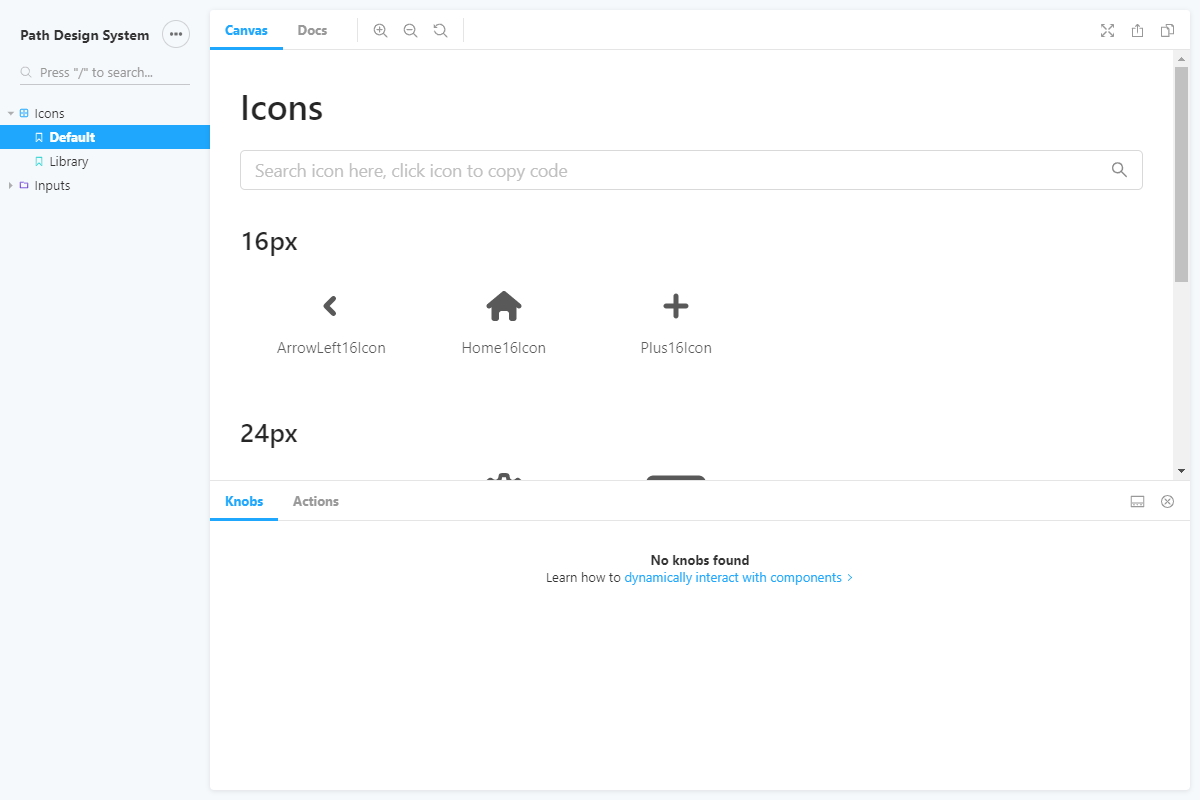 Path Design System
Press "/" to search...
Icons
Default
Library
Inputs
Canvas
Docs
Icons
Search icon here, click icon to copy code
16px
ArrowLeft16Icon
Home16Icon
Plus16Icon
24px
Knobs
Actions
No knobs found
Learn how to dynamically interact with components